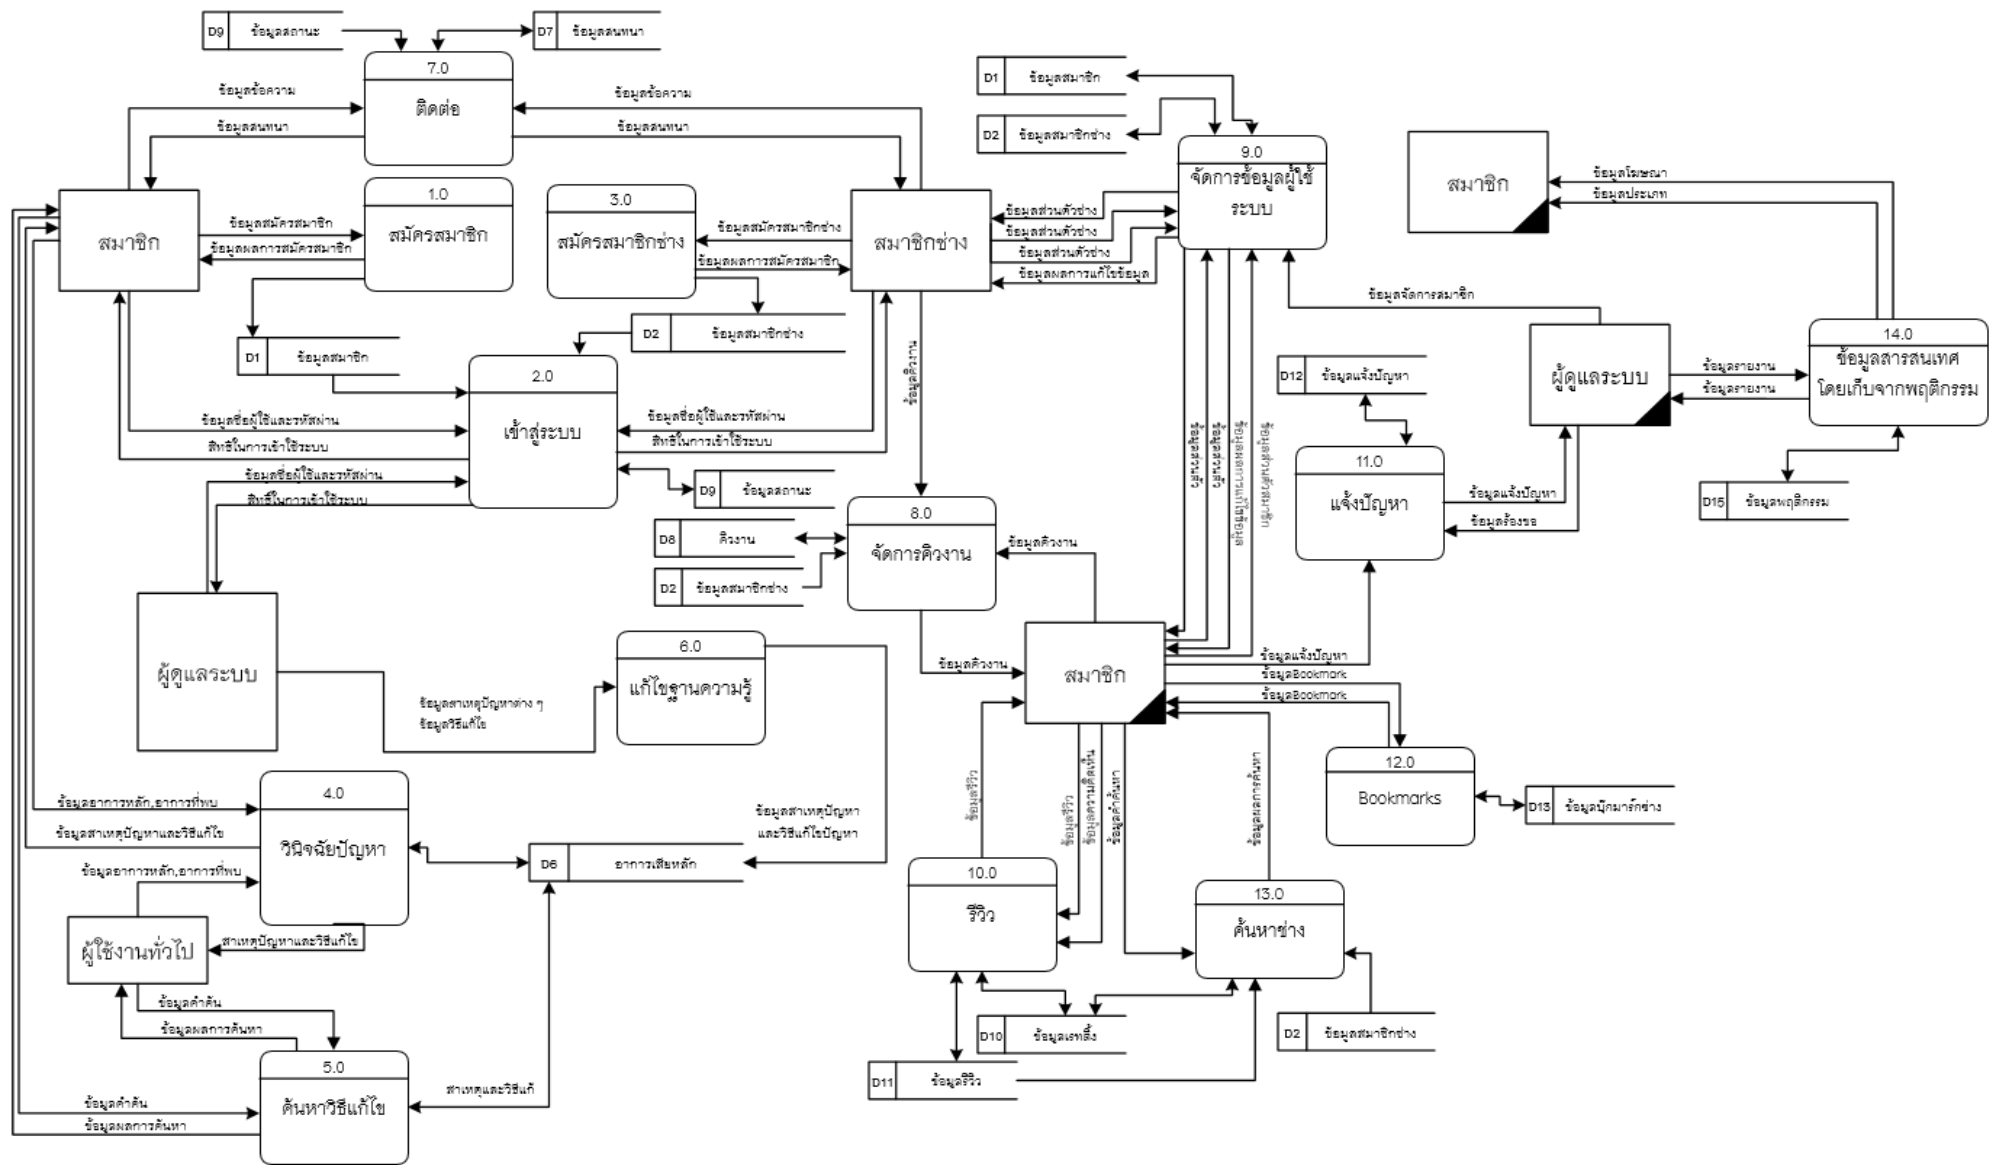 D9 ข้อมูลสถานะ
D7 ข้อมูลสนทนา
7.0
ติดต่อ
ข้อมูลข้อความ
ข้อมูลข้อความ
ข้อมูลสนทนา
ข้อมูลสนทนา
D1 ข้อมูลสมาชิก
D2 ข้อมูลสมาชิกช่าง
9.0
จัดการข้อมูลผู้ใช้
ระบบ
สมาชิก
ข้อมูลโฆษณา
ข้อมูลประเภท
สมาชิก
ข้อมูลสมัครสมาชิก
ข้อมูลผลการสมัครสมาชิก
1.0
สมัครสมาชิก
3.0
สมัครสมาชิกช่าง
ข้อมูลสมัครสมาชิกช่าง
ข้อมูลผลการสมัครสมาชิก
สมาชิกช่าง
ข้อมูลส่วนตัวช่าง
ข้อมูลส่วนตัวช่าง
ข้อมูลส่วนตัวช่าง
ข้อมูลผลการแก้ไขข้อมูล
ข้อมูลจัดการสมาชิก
D1 ข้อมูลสมาชิก
D2 ข้อมูลสมาชิกช่าง
2.0
เข้าสู่ระบบ
ข้อมูลชื่อผู้ใช้และรหัสผ่าน
สิทธิ์ในการเข้าใช้ระบบ
ข้อมูลชื่อผู้ใช้และรหัสผ่าน
สิทธิ์ในการเข้าใช้ระบบ
ข้อมูลชื่อผู้ใช้และรหัสผ่าน
สิทธิ์ในการเข้าใช้ระบบ
ข้อมูลคิวงาน
D9 ข้อมูลสถานะ
D8 คิวงาน
D2 ข้อมูลสมาชิกช่าง
8.0
จัดการคิวงาน
ข้อมูลคิวงาน
ข้อมูลคิวงาน
ข้อมูลส่วนตัว
ข้อมูลส่วนตัว
ข้อมูลผลการแก้ไขข้อมูล
ข้อมูลส่วนตัวสมาชิก
D12 ข้อมูลแจ้งปัญหา
11.0
แจ้งปัญหา
ข้อมูลแจ้งปัญหา
ข้อมูลร้องขอ
ผู้ดูแลระบบ
ข้อมูลรายงาน
ข้อมูลรายงาน
14.0
ข้อมูลสารสนเทศ
โดยเก็บจากพฤติกรรม
D15 ข้อมูลพฤติกรรม
ผู้ดูแลระบบ
ข้อมูลสาเหตุปัญหาต่าง ๆ
ข้อมูลวิธีแก้ไข
6.0
แก้ไขฐานความรู้
สมาชิก
ข้อมูลแจ้งปัญหา
ข้อมูลBookmark
ข้อมูลBookmark
12.0
Bookmarks
D13 ข้อมูลบุ๊กมาร์กช่าง
ข้อมูลรีวิว
ข้อมูลรีวิว
ข้อมูลความคิดเห็น
ข้อมูลคำค้นหา
ข้อมูลผลการค้นหา
4.0
วินิจฉัยปัญหา
ข้อมูลอาการหลัก,อาการที่พบ
ข้อมูลสาเหตุปัญหาและวิธีแก้ไข
ข้อมูลอาการหลัก,อาการที่พบ
สาเหตุปัญหาและวิธีแก้ไข
ข้อมูลสาเหตุปัญหา
และวิธีแก้ไขปัญหา
D6 อาการเสียหลัก
ผู้ใช้งานทั่วไป
ข้อมูลคำค้น
ข้อมูลผลการค้นหา
10.0
รีวิว
13.0
ค้นหาช่าง
D10 ข้อมูลเรทติ้ง
D11 ข้อมูลรีวิว
D2 ข้อมูลสมาชิกช่าง
5.0
ค้นหาวิธีแก้ไข
สาเหตุและวิธีแก้
ข้อมูลคำค้น
ข้อมูลผลการค้นหา